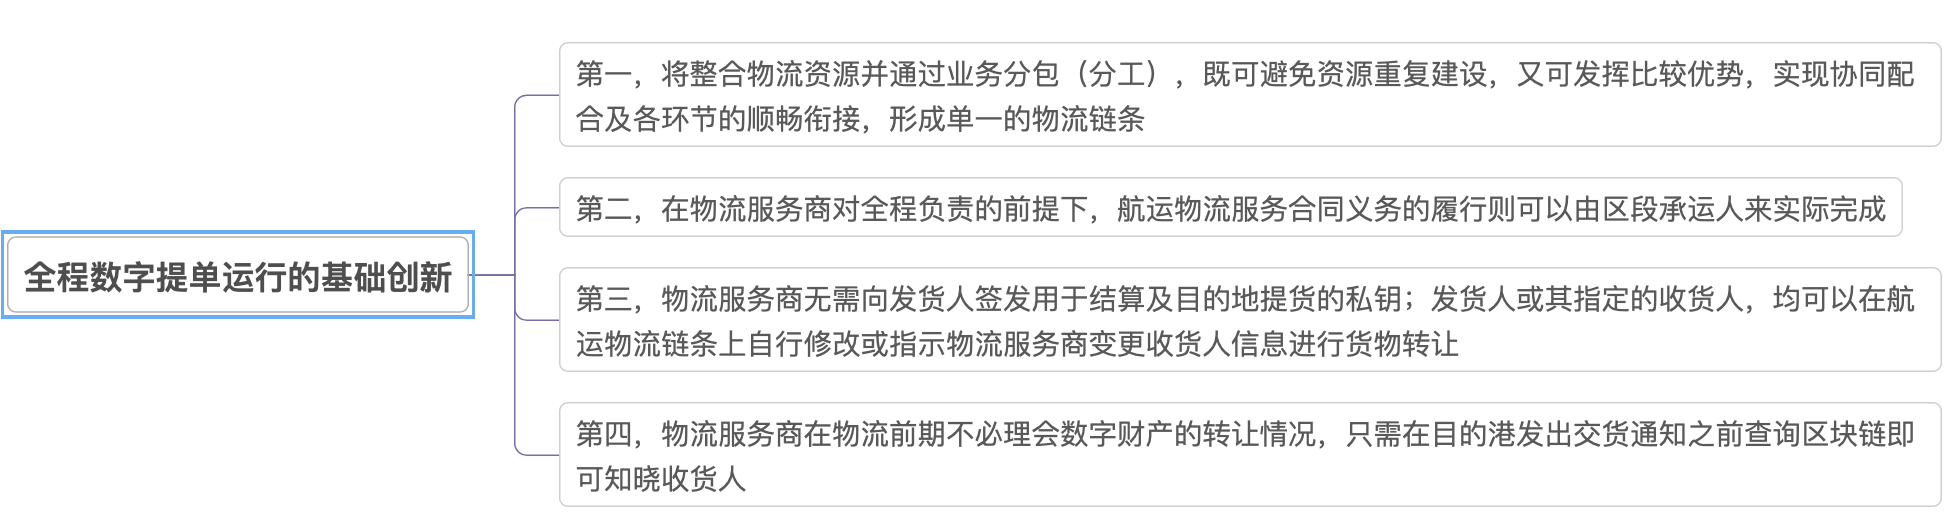 全程数字提单运行的基础创新
第一，将整合物流资源并通过业务分包（分工），既可避免资源重复建设，又可发挥比较优势，实现协同配
合及各环节的顺畅衔接，形成单一的物流链条
第二，在物流服务商对全程负责的前提下，航运物流服务合同义务的履行则可以由区段承运人来实际完成
第三，物流服务商无需向发货人签发用于结算及目的地提货的私钥；发货人或其指定的收货人，均可以在航
运物流链条上自行修改或指示物流服务商变更收货人信息进行货物转让
第四，物流服务商在物流前期不必理会数字财产的转让情况，只需在目的港发出交货通知之前查询区块链即
可知晓收货人